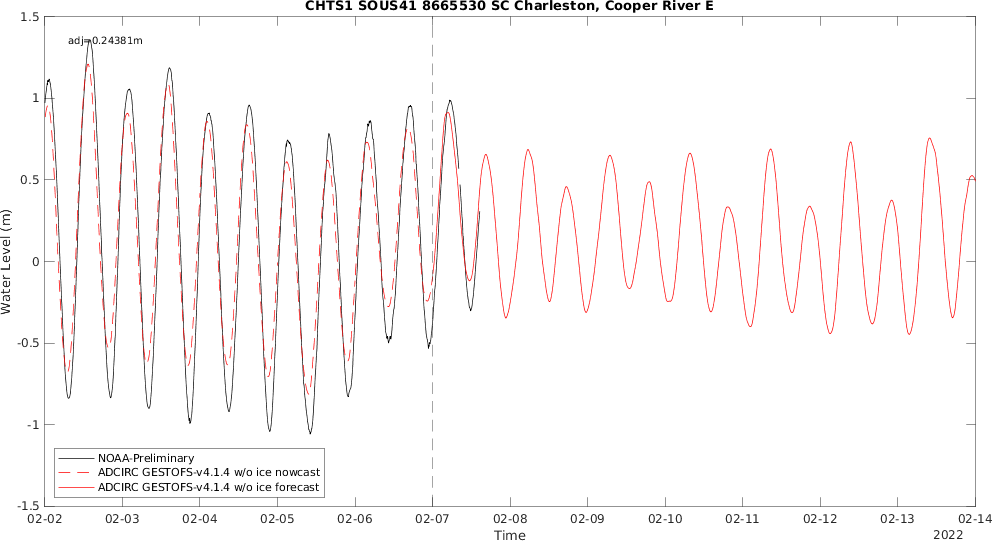 CHTS1 SOUS41 8665530 SC Charleston, Cooper River E
adj=0.24381m
1.5
1
0.5
0
-0.5
-1
-1.5
Water Level (m)
NOAA-Preliminary
ADCIRC GESTOFS-v4.1.4 w/o ice nowcast
ADCIRC GESTOFS-v4.1.4 w/o ice forecast
02-02 02-03 02-04 02-05 02-06 02-07 02-08 02-09 02-10 02-11 02-12 02-13 02-14
Time
2022